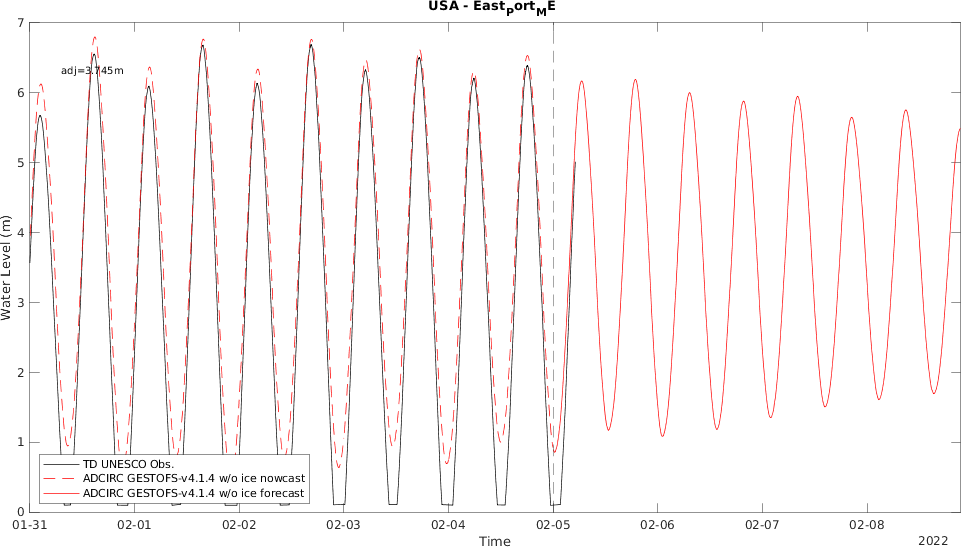 USA - East_Port_ME
7
adj=3.745m
6
5
4
3
2
1
0
Water Level (m)
TD UNESCO Obs.
ADCIRC GESTOFS-v4.1.4 w/o ice nowcast
ADCIRC GESTOFS-v4.1.4 w/o ice forecast
01-31 02-01 02-02 02-03 02-04 02-05 02-06 02-07 02-08
Time
2022